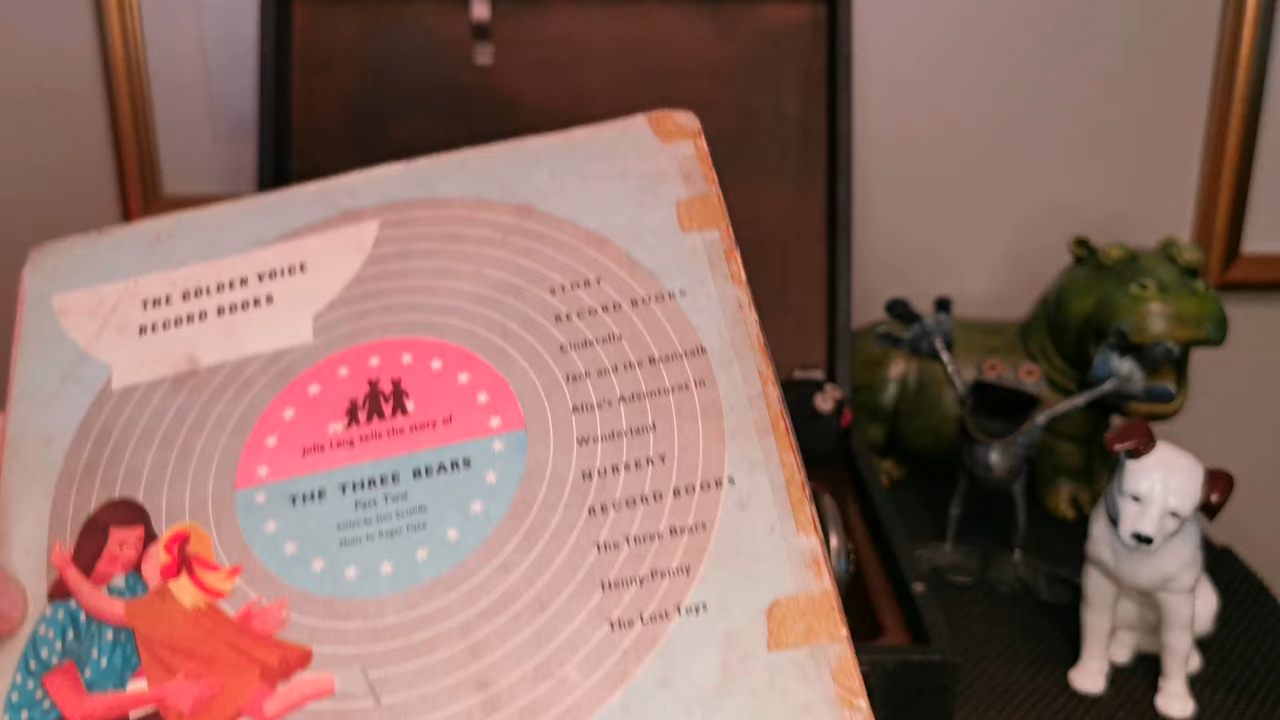 THE GOLDEN VOICE
RECORD BOOKS
Julia Lang tells the story of
THE THREE BEARS
Part Two
STORY
RECORD BOOKS
Cinderella
Jack and the Beanstalk
Alice's Adventures in
Wonderland
NURSERY
RECORD BOOKS
The Three Bears
Henny-Penny
The Lost Toys